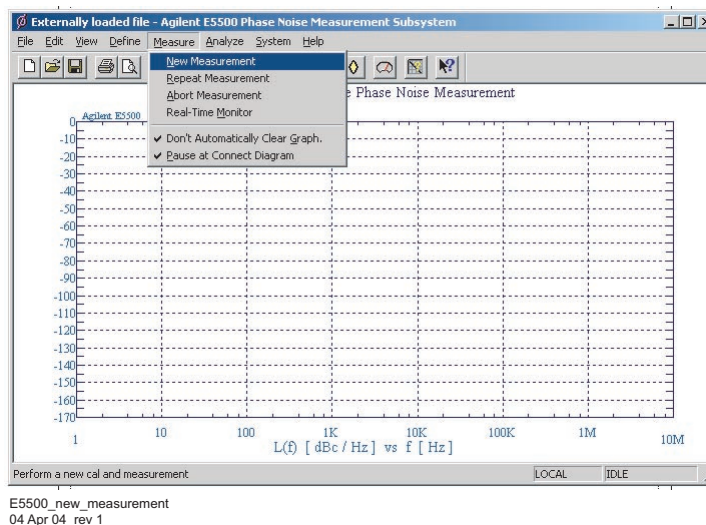 Externally loaded file - Agilent E5500 Phase Noise Measurement Subsystem
File Edit View Define Measure Analyze System Help
New Measurement
Repeat Measurement
Abort Measurement
Real-Time Monitor
Don't Automatically Clear Graph.
Pause at Connect Diagram
e Phase Noise Measurement
Agilent E5500
0
-10
-20
-30
-40
-50
-60
-70
-80
-90
-100
-110
-120
-130
-140
-150
-160
-170
1 10 100 1K 10K 100K 1M 10M
L(f) [ dBc / Hz ] vs f [ Hz ]
Perform a new cal and measurement LOCAL IDLE
E5500_new_measurement
04 Apr 04 rev 1